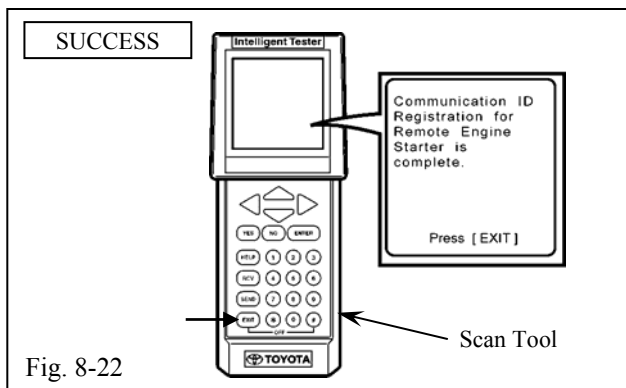 SUCCESS
Intelligent Tester
Communication ID
Registration for
Remote Engine
Starter is
complete.
Press [EXIT]
YES NO ENTER
HELP 1 2 3
RCV 4 5 6
SEND 7 8 9
EXIT * 0 #
OFF
TOYOTA
Scan Tool
Fig. 8-22